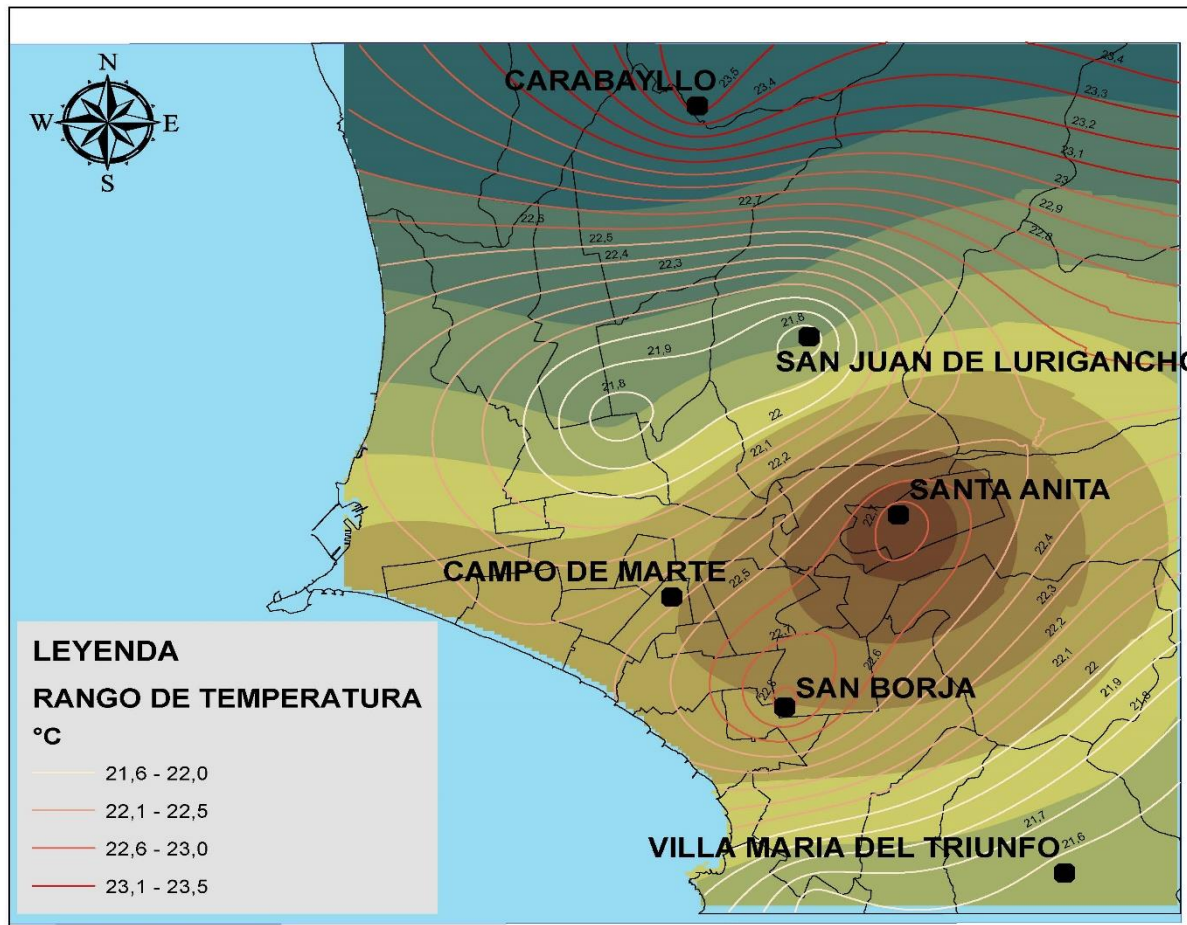 N
W E
S
CARABAYLLO
23,5
23,4
23,4
23,3
23,2
23,1
23
22,9
22,8
22,7
22,6
22,5
22,4
22,3
21,8
21,9
SAN JUAN DE LURIGANCHO
21,8
22
22,1
22,2
SANTA ANITA
22,4
22,5
CAMPO DE MARTE
22,3
22,2
22,6
22,1
22
SAN BORJA
21,9
21,8
LEYENDA
RANGO DE TEMPERATURA
°C
21,6 - 22,0
22,1 - 22,5
22,6 - 23,0
23,1 - 23,5
21,7
21,6
VILLA MARIA DEL TRIUNFO